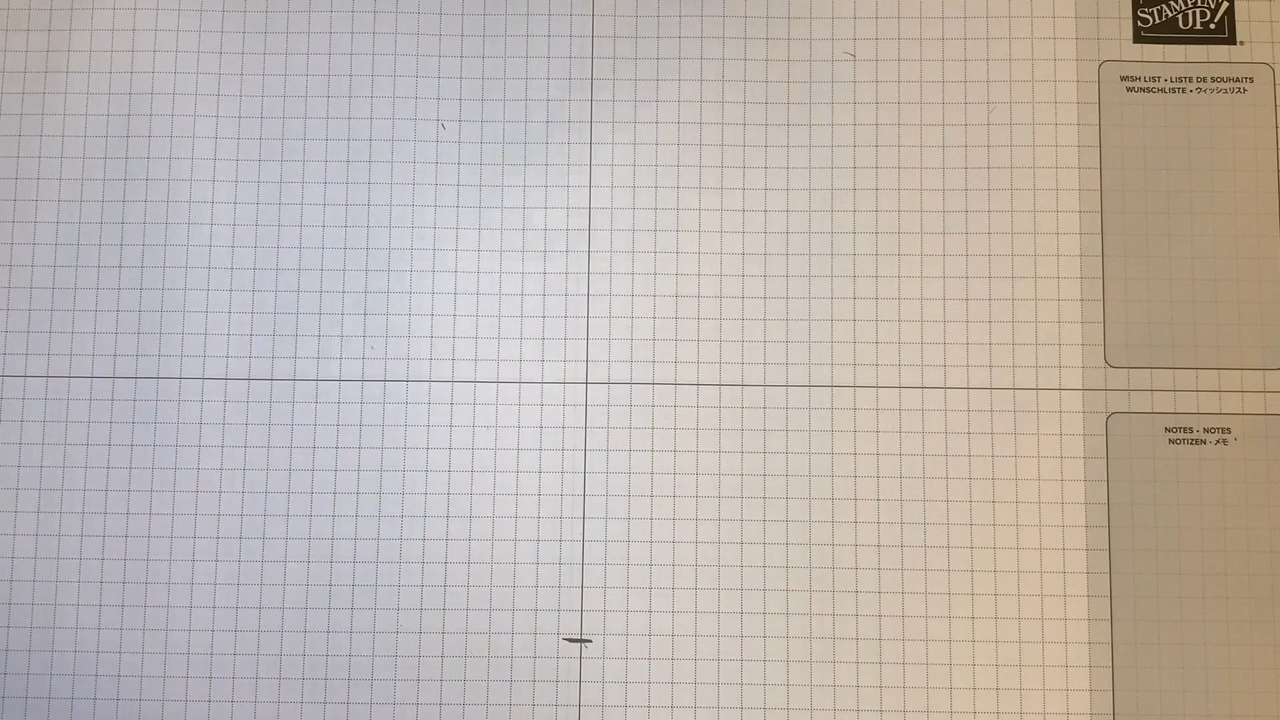 STAMPIN'
UP!®
WISH LIST • LISTE DE SOUHAITS
WUNSCHLISTE • ウィッシュリスト
NOTES • NOTES
NOTIZEN • メモ